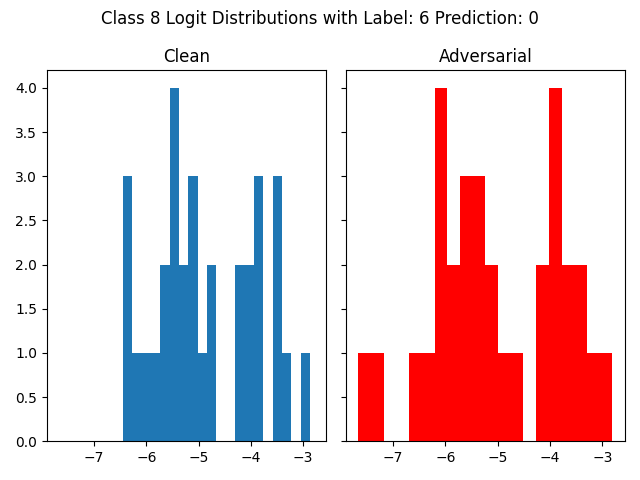 Class 8 Logit Distributions with Label: 6 Prediction: 0
Clean
Adversarial
4.0
3.5
3.0
2.5
2.0
1.5
1.0
0.5
0.0
−7 −6 −5 −4 −3
−7 −6 −5 −4 −3